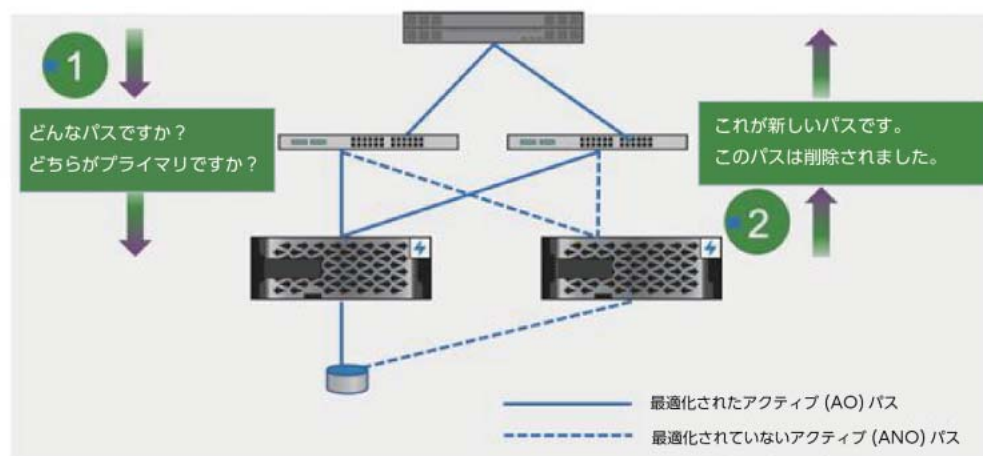 1
どんなパスですか？
どちらがプライマリですか？
これが新しいパスです。
このパスは削除されました。
2
最適化されたアクティブ (AO) パス
最適化されていないアクティブ (ANO) パス